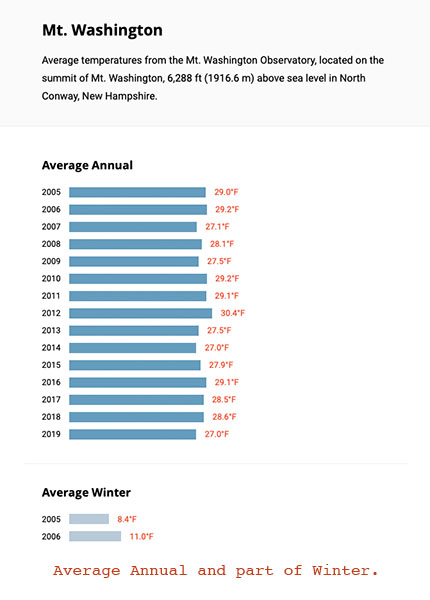 Mt. Washington
Average temperatures from the Mt. Washington Observatory, located on the
summit of Mt. Washington, 6,288 ft (1916.6 m) above sea level in North
Conway, New Hampshire.
Average Annual
2005 29.0°F
2006 29.2°F
2007 27.1°F
2008 28.1°F
2009 27.5°F
2010 29.2°F
2011 29.1°F
2012 30.4°F
2013 27.5°F
2014 27.0°F
2015 27.9°F
2016 29.1°F
2017 28.5°F
2018 28.6°F
2019 27.0°F
Average Winter
2005 8.4°F
2006 11.0°F
Average Annual and part of Winter.